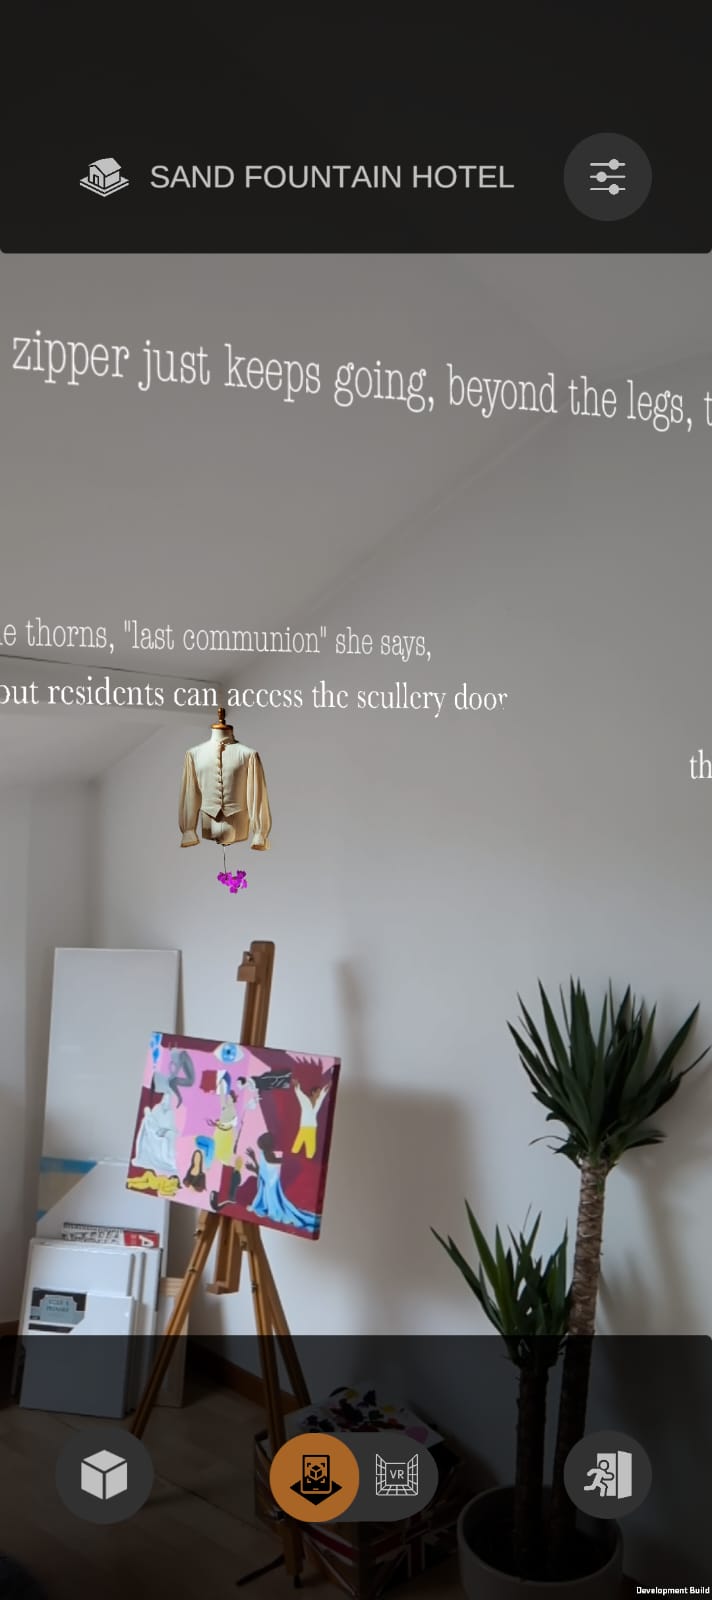 SAND FOUNTAIN HOTEL
zipper just keeps going, beyond the legs, t
e thorns, "last communion" she says,
out residents can access the scullery door
th
VR
Development Build